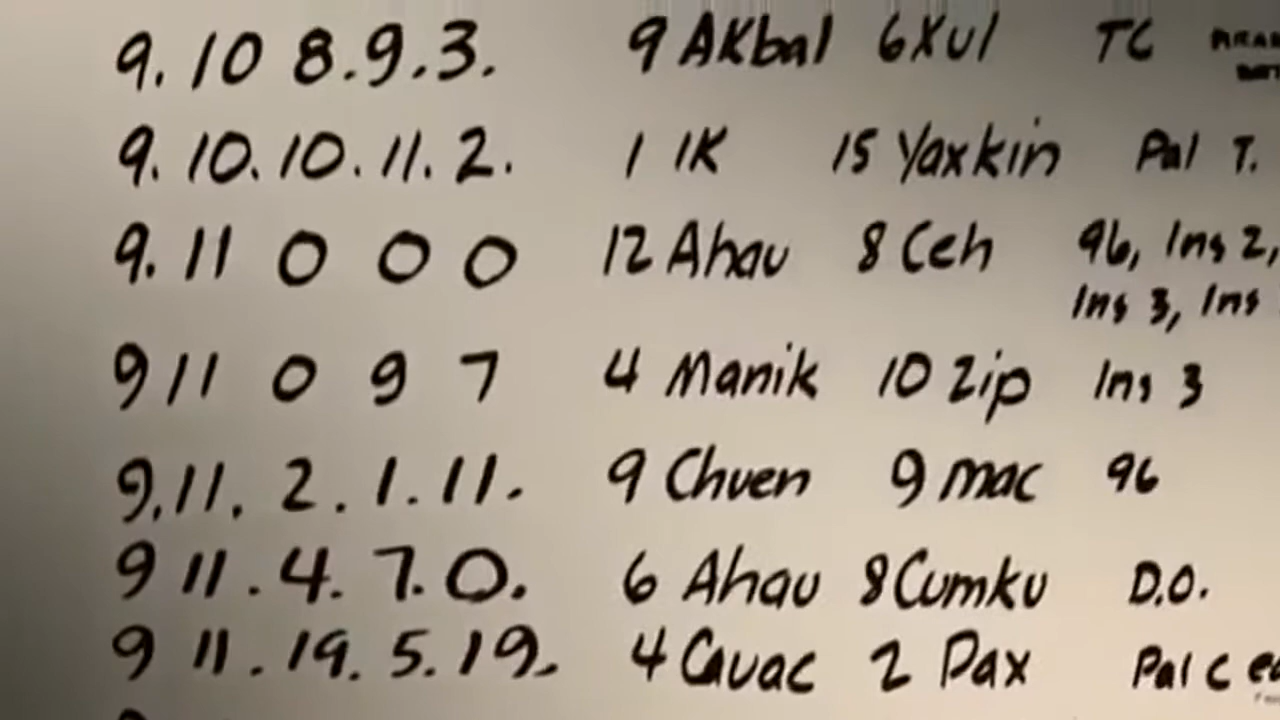 9. 10 8.9.3. 9 Akbal 6 Xul TC
9. 10. 10. 11. 2. 1 IK 15 Yaxkin Pal T.
9. 11 0 0 0 12 Ahau 8 Ceh 96, Ins 2,
Ins 3, Ins
9 11 0 9 7 4 Manik 10 Zip Ins 3
9. 11. 2. 1. 11. 9 Chuen 9 mac 96
9 11. 4. 7. 0. 6 Ahau 8 Cumku D.O.
9 11. 19. 5. 19. 4 Cauac 2 Pax Pal C